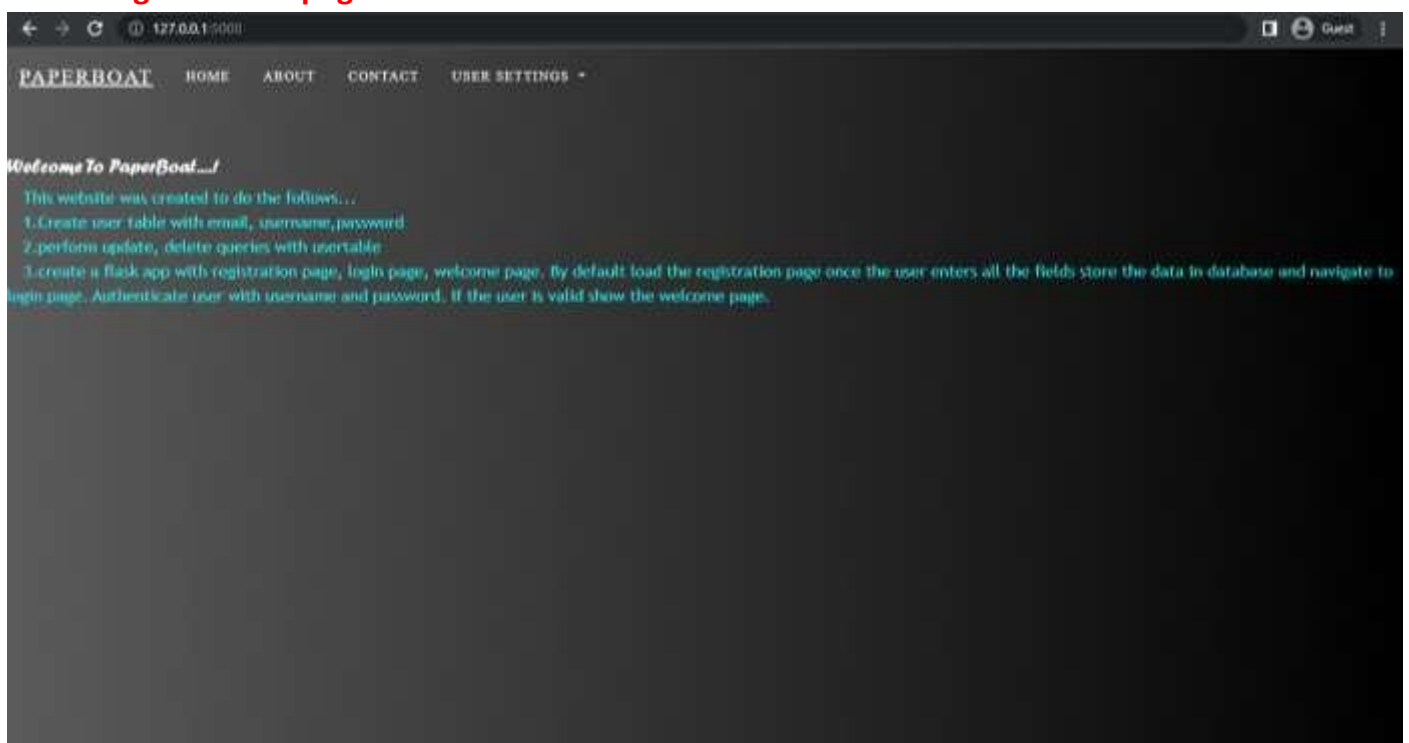 127.0.0.1:5000
Guest
PAPERBOAT HOME ABOUT CONTACT USER SETTINGS
Welcome To PaperBoat....!
This website was created to do the follows...
1.Create user table with email, username,password
2.perform update, delete queries with usertable
3.create a flask app with registration page, login page, welcome page. By default load the registration page once the user enters all the fields store the data in database and navigate to
login page. Authenticate user with username and password. If the user is valid show the welcome page.